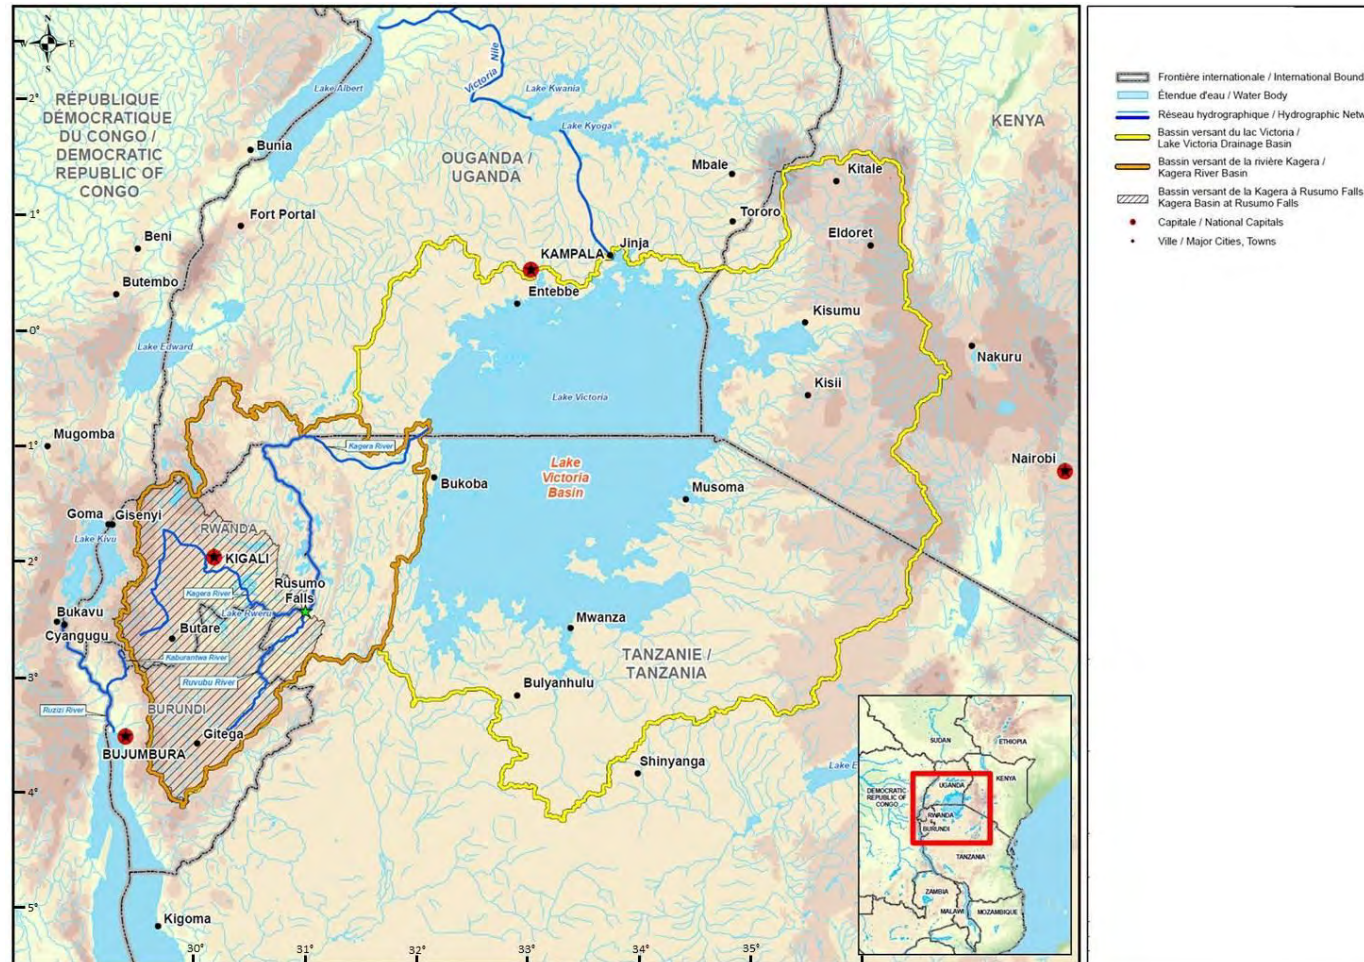 N
W
E
S
2°
1°
0°
1°
2°
3°
4°
5°
30°
31°
32°
33°
34°
35°
RÉPUBLIQUE
DÉMOCRATIQUE
DU CONGO /
DEMOCRATIC
REPUBLIC OF
CONGO
Bunia
Lake Albert
Victoria Nile
Lake Kwania
Lake Kyoga
OUGANDA /
UGANDA
KENYA
Mbale
Kitale
Tororo
Eldoret
Fort Portal
Beni
Butembo
KAMPALA
Jinja
Entebbe
Kisumu
Lake Edward
Nakuru
Kisii
Lake Victoria
Mugomba
Kagera River
Nairobi
Bukoba
Lake
Victoria
Basin
Musoma
Goma
Gisenyi
Lake Kivu
RWANDA
KIGALI
Rusumo
Falls
Kagera River
Lake Rweru
Bukavu
Cyangugu
Butare
Kaburantwa River
Ruvubu River
Mwanza
TANZANIE /
TANZANIA
Bulyanhulu
Ruzizi River
BURUNDI
Gitega
BUJUMBURA
Shinyanga
Lake E
Kigoma
SUDAN
ETHIOPIA
UGANDA
KENYA
DEMOCRATIC
REPUBLIC OF
CONGO
RWANDA
BURUNDI
TANZANIA
ZAMBIA
MALAWI
MOZAMBIQUE
Frontière internationale / International Bound
Étendue d'eau / Water Body
Réseau hydrographique / Hydrographic Netw
Bassin versant du lac Victoria /
Lake Victoria Drainage Basin
Bassin versant de la rivière Kagera /
Kagera River Basin
Bassin versant de la Kagera à Rusumo Falls
Kagera Basin at Rusumo Falls
Capitale / National Capitals
Ville / Major Cities, Towns